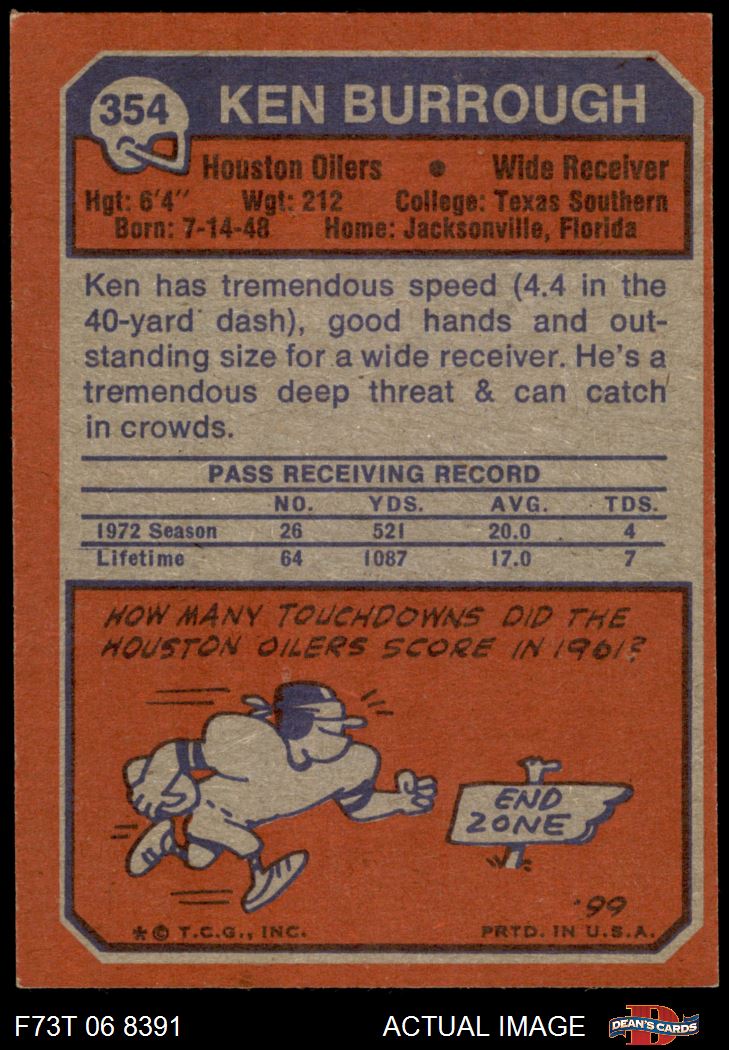 354
KEN BURROUGH
Houston Oilers • Wide Receiver
Hgt: 6'4" Wgt: 212 College: Texas Southern
Born: 7-14-48 Home: Jacksonville, Florida
Ken has tremendous speed (4.4 in the
40-yard dash), good hands and out-
standing size for a wide receiver. He's a
tremendous deep threat & can catch
in crowds.
PASS RECEIVING RECORD
NO. YDS. AVG. TDS.
1972 Season 26 521 20.0 4
Lifetime 64 1087 17.0 7
HOW MANY TOUCHDOWNS DID THE
HOUSTON OILERS SCORE IN 1961?
END
ZONE
'99
* © T.C.G., INC. PRTD. IN U.S.A.
F73T 06 8391 ACTUAL IMAGE
D
DEAN'S CARDS